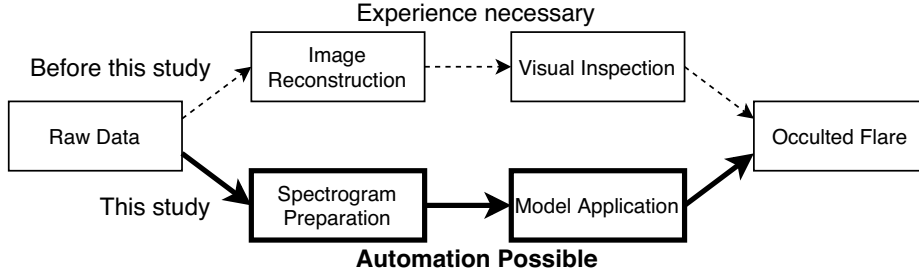 Experience necessary
Before this study
Image
Reconstruction
Visual Inspection
Raw Data
Occulted Flare
This study
Spectrogram
Preparation
Model Application
Automation Possible